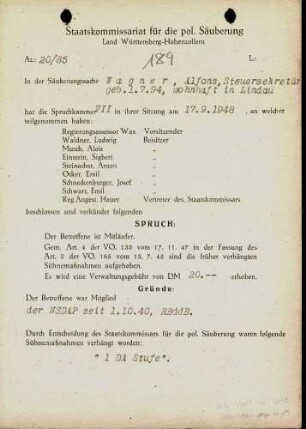 Staatskommissariat für die pol. Säuberung
Land Württemberg-Hohenzollern
Az.: 20/85
189
L:
In der Säuberungssache Wagner, Alfons, Steuersekretär
geb. 1.7.94, wohnhaft in Lindau
hat die Spruchkammer VII in ihrer Sitzung am 17.9.1948, an welcher
teilgenommen haben:
Regierungsassessor Wax Vorsitzender
Waldner, Ludwig Beisitzer
Musch, Alois "
Einstein, Sigbert "
Steinacher, Anton "
Ocker, Emil "
Schnedenburger, Josef "
Schwarz, Emil "
Reg.Angest. Hauer Vertreter des Staatskommissars
beschlossen und verkündet folgenden
SPRUCH:
Der Betroffene ist Mitläufer.
Gem. Art. 4 der VO. 133 vom 17. 11. 47 in der Fassung des
Art. 2 der VO. 165 vom 13. 7. 48 sind die früher verhängten
Sühnemaßnahmen aufgehoben.
Es wird eine Verwaltungsgebühr von DM 20.-- erhoben.
Gründe:
Der Betroffene war Mitglied
der NSDAP seit 1.10.40, RBddB.
Durch Entscheidung des Staatskommissars für die pol. Säuberung waren folgende
Sühnemaßnahmen verhängt worden:
"1 DA Stufe".